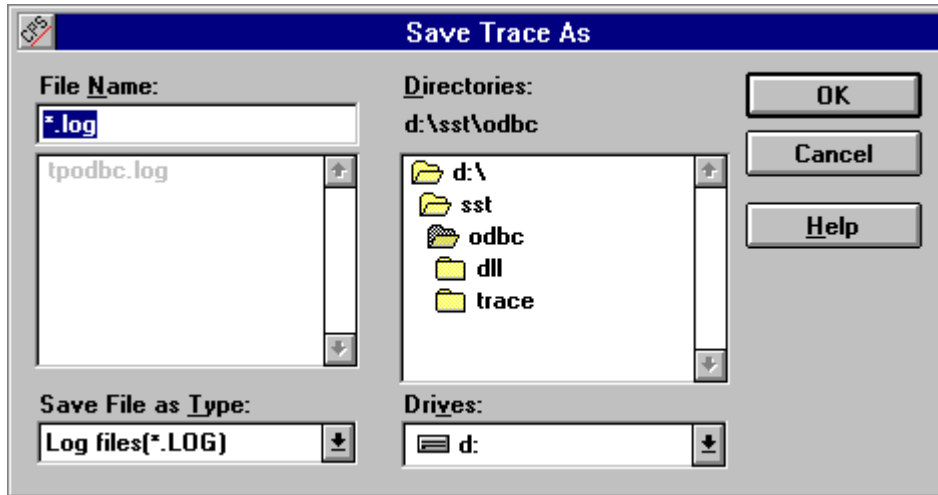 CPS
Save Trace As
File Name:
*.log
tpodbc.log
Save File as Type:
Log files(*.LOG)
Directories:
d:\sst\odbc
d:\
sst
odbc
dll
trace
Drives:
d:
OK
Cancel
Help